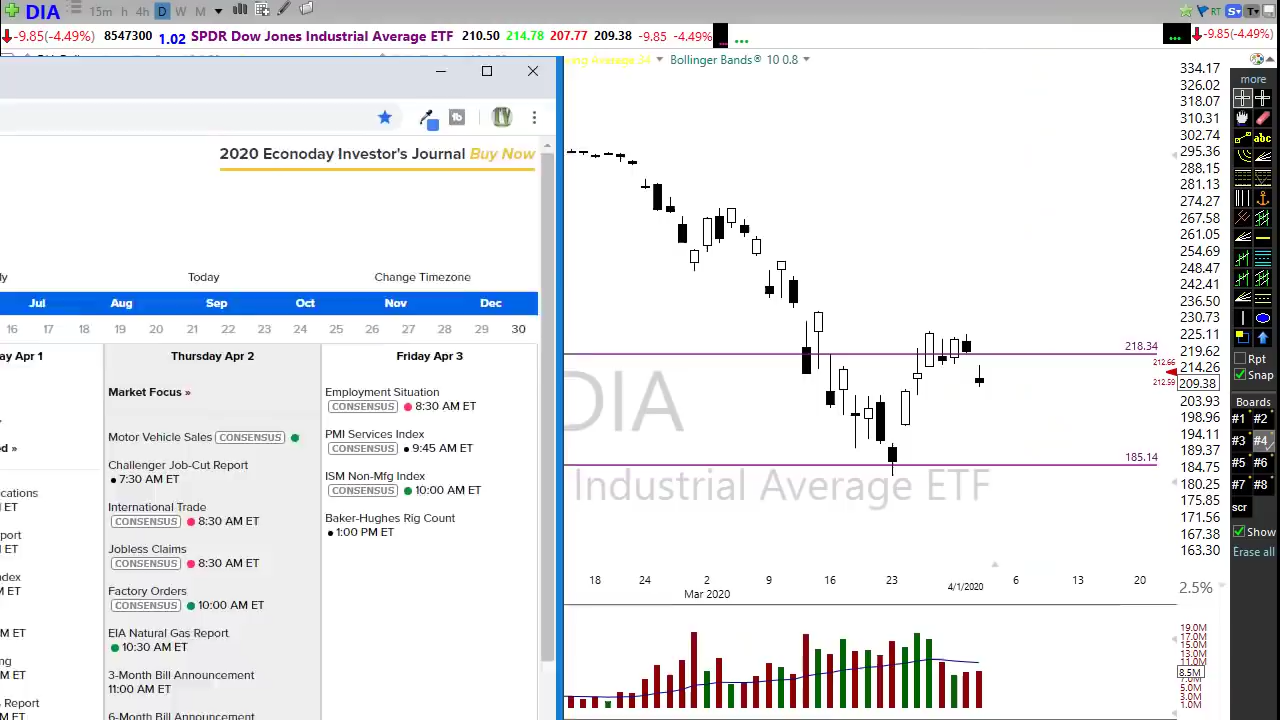 DIA
15m h 4h D W M
RT S T
-9.85(-4.49%) 8547300 1.02 SPDR Dow Jones Industrial Average ETF 210.50 214.78 207.77 209.38 -9.85 -4.49% -9.85(-4.49%)
Average 34 Bollinger Bands® 10 0.8
2020 Econoday Investor's Journal Buy Now
Today Change Timezone
Jul Aug Sep Oct Nov Dec
16 17 18 19 20 21 22 23 24 25 26 27 28 29 30
ay Apr 1 Thursday Apr 2 Friday Apr 3
Market Focus »
Motor Vehicle Sales CONSENSUS
Challenger Job-Cut Report
7:30 AM ET
International Trade
CONSENSUS 8:30 AM ET
Jobless Claims
CONSENSUS 8:30 AM ET
Factory Orders
CONSENSUS 10:00 AM ET
EIA Natural Gas Report
10:30 AM ET
3-Month Bill Announcement
11:00 AM ET
6-Month Bill Announcement
Employment Situation
CONSENSUS 8:30 AM ET
PMI Services Index
CONSENSUS 9:45 AM ET
ISM Non-Mfg Index
CONSENSUS 10:00 AM ET
Baker-Hughes Rig Count
1:00 PM ET
DIA
Industrial Average ETF
218.34
185.14
212.66
212.59
334.17
326.02
318.07
310.31
302.74
295.36
288.15
281.13
274.27
267.58
261.05
254.69
248.47
242.41
236.50
230.73
225.11
219.62
214.26
209.38
203.93
198.96
194.11
189.37
184.75
180.25
175.85
171.56
167.38
163.30
18 24 2 9 16 23 4/1/2020 6 13 20
Mar 2020
2.5%
19.0M
17.0M
15.0M
13.0M
11.0M
8.5M
5.0M
3.0M
1.0M
more
abc
Rpt
Snap
Boards
#1 #2
#3 #4
#5 #6
#7 #8
scr
Show
Erase all